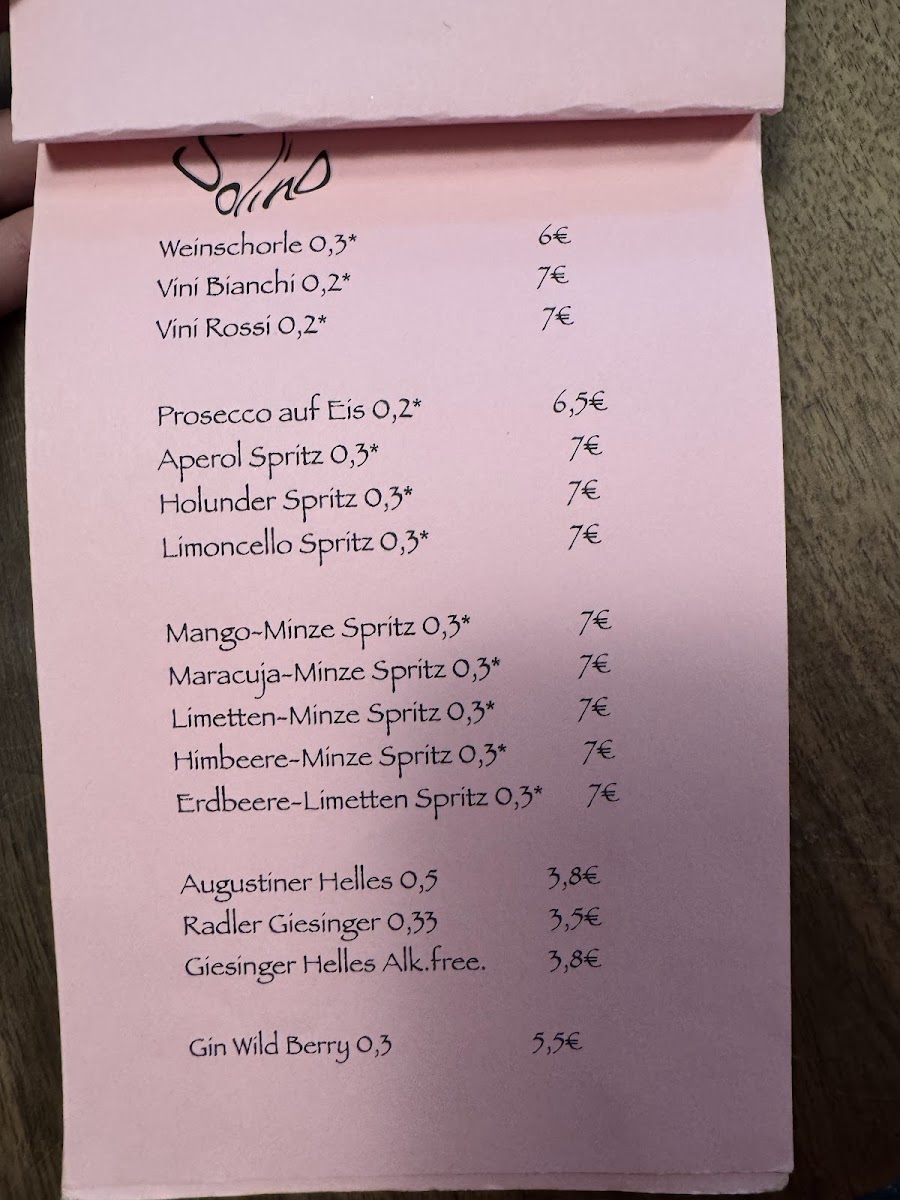 Solino
Weinschorle 0,3* 6€
Vini Bianchi 0,2* 7€
Vini Rossi 0,2* 7€
Prosecco auf Eis 0,2* 6,5€
Aperol Spritz 0,3* 7€
Holunder Spritz 0,3* 7€
Limoncello Spritz 0,3* 7€
Mango-Minze Spritz 0,3* 7€
Maracuja-Minze Spritz 0,3* 7€
Limetten-Minze Spritz 0,3* 7€
Himbeere-Minze Spritz 0,3* 7€
Erdbeere-Limetten Spritz 0,3* 7€
Augustiner Helles 0,5 3,8€
Radler Giesinger 0,33 3,5€
Giesinger Helles Alk.free. 3,8€
Gin Wild Berry 0,3 5,5€